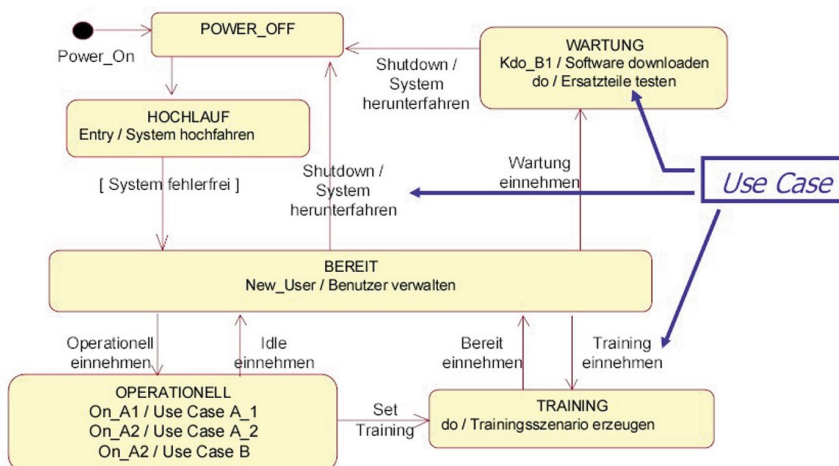 POWER_OFF
Power_On
WARTUNG
Kdo_B1 / Software downloaden
do / Ersatzteile testen
Shutdown /
System
herunterfahren
HOCHLAUF
Entry / System hochfahren
[ System fehlerfrei ]
Shutdown /
System
herunterfahren
Wartung
einnehmen
Use Case
BEREIT
New_User / Benutzer verwalten
Operationell
einnehmen
Idle
einnehmen
Bereit
einnehmen
Training
einnehmen
OPERATIONELL
On_A1 / Use Case A_1
On_A2 / Use Case A_2
On_A2 / Use Case B
Set
Training
TRAINING
do / Trainingsszenario erzeugen